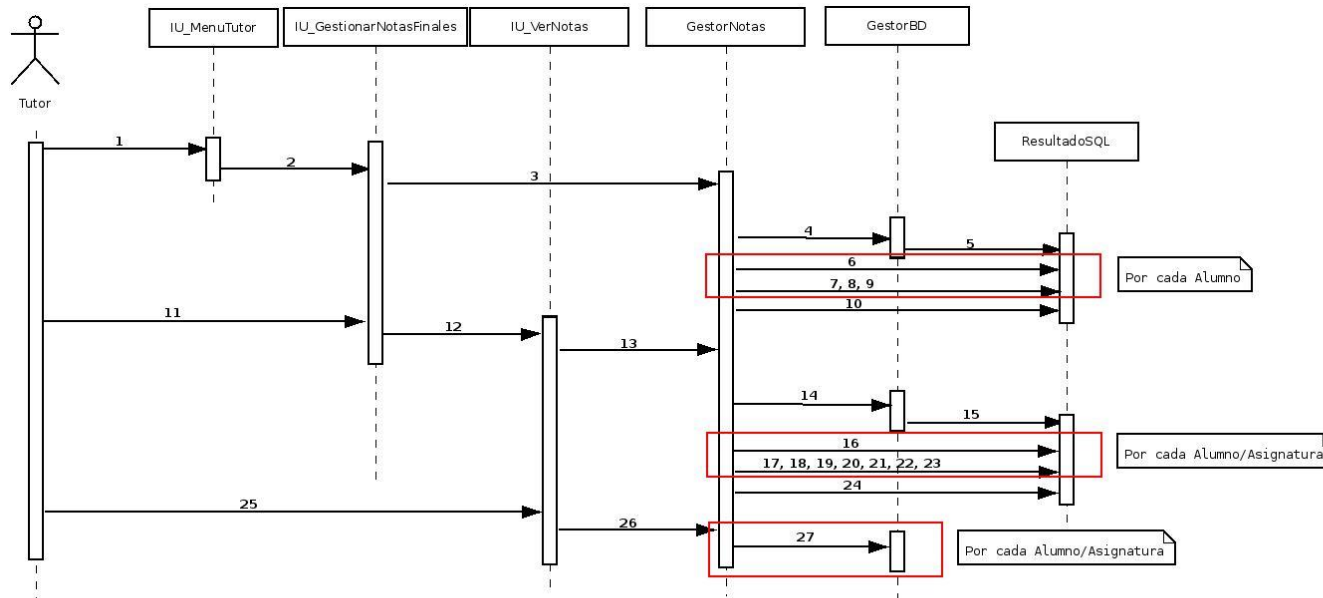 IU_MenuTutor
IU_GestionarNotasFinales
IU_VerNotas
GestorNotas
GestorBD
Tutor
ResultadoSQL
1
2
3
4
5
6
Por cada Alumno
7, 8, 9
10
11
12
13
14
15
16
Por cada Alumno/Asignatura
17, 18, 19, 20, 21, 22, 23
24
25
26
27
Por cada Alumno/Asignatura